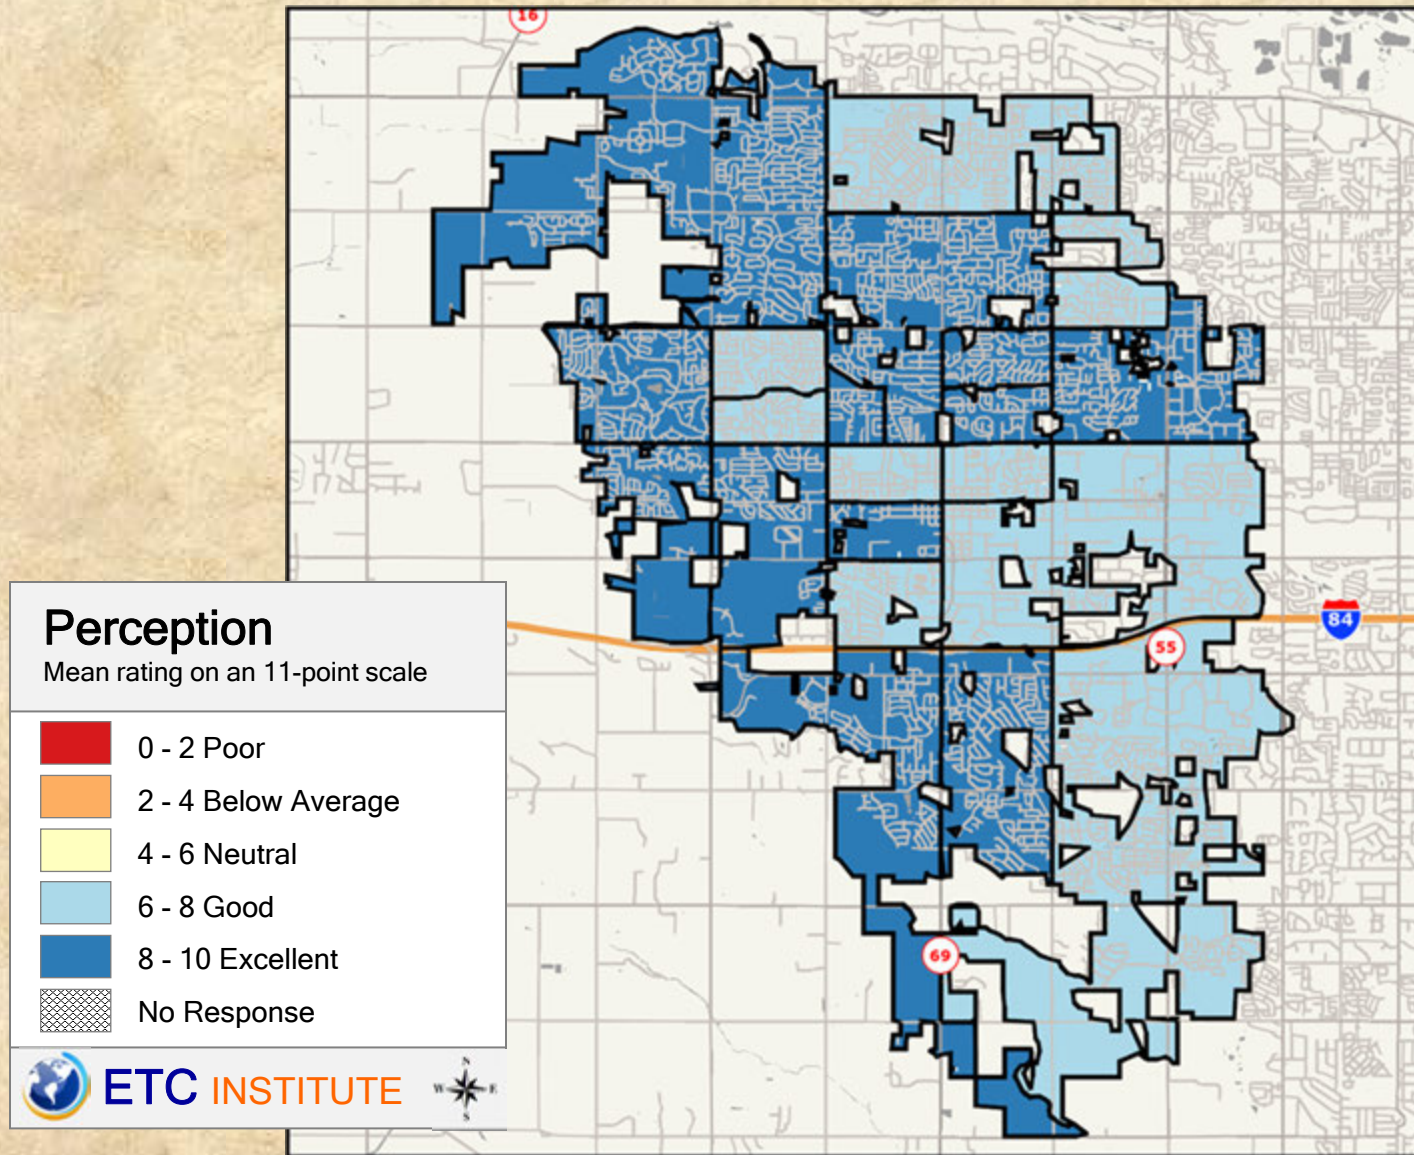 16
84
55
69
Perception
Mean rating on an 11-point scale
0 - 2 Poor
2 - 4 Below Average
4 - 6 Neutral
6 - 8 Good
8 - 10 Excellent
No Response
ETC INSTITUTE
N
W E
S